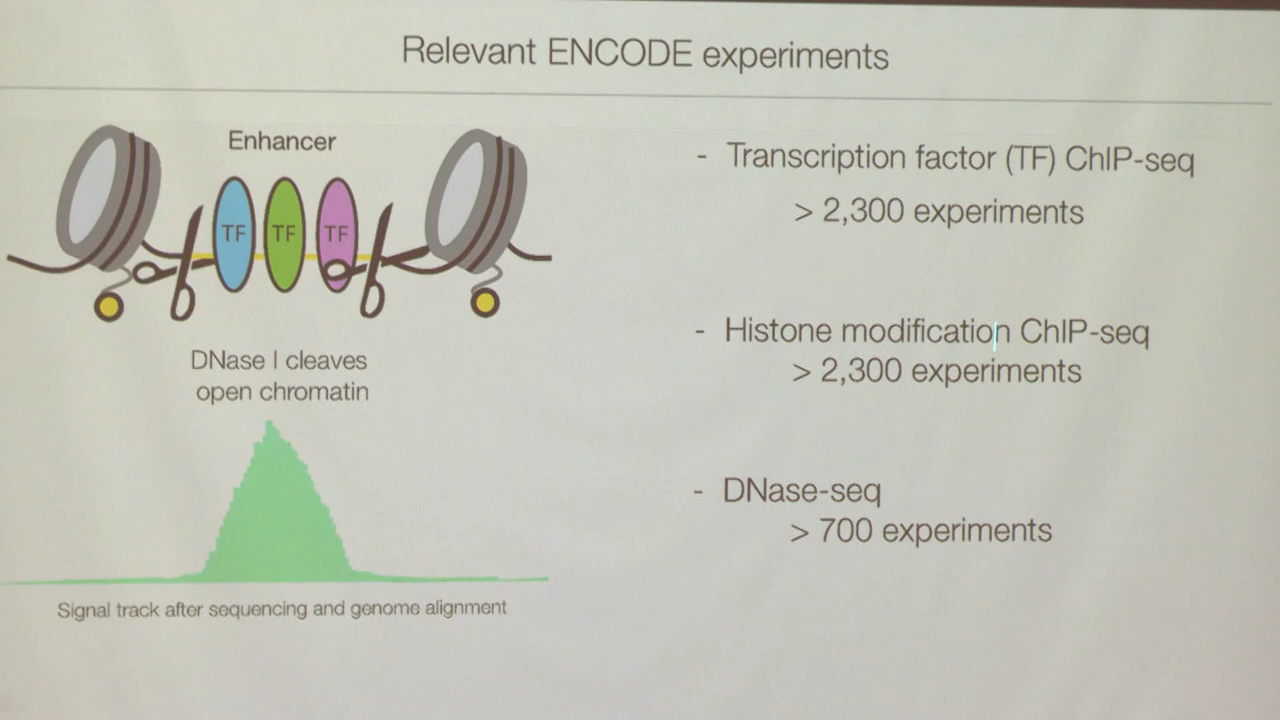 Relevant ENCODE experiments
Enhancer
TF TF TF
DNase I cleaves
open chromatin
Signal track after sequencing and genome alignment
- Transcription factor (TF) ChIP-seq
> 2,300 experiments
- Histone modification ChIP-seq
> 2,300 experiments
- DNase-seq
> 700 experiments